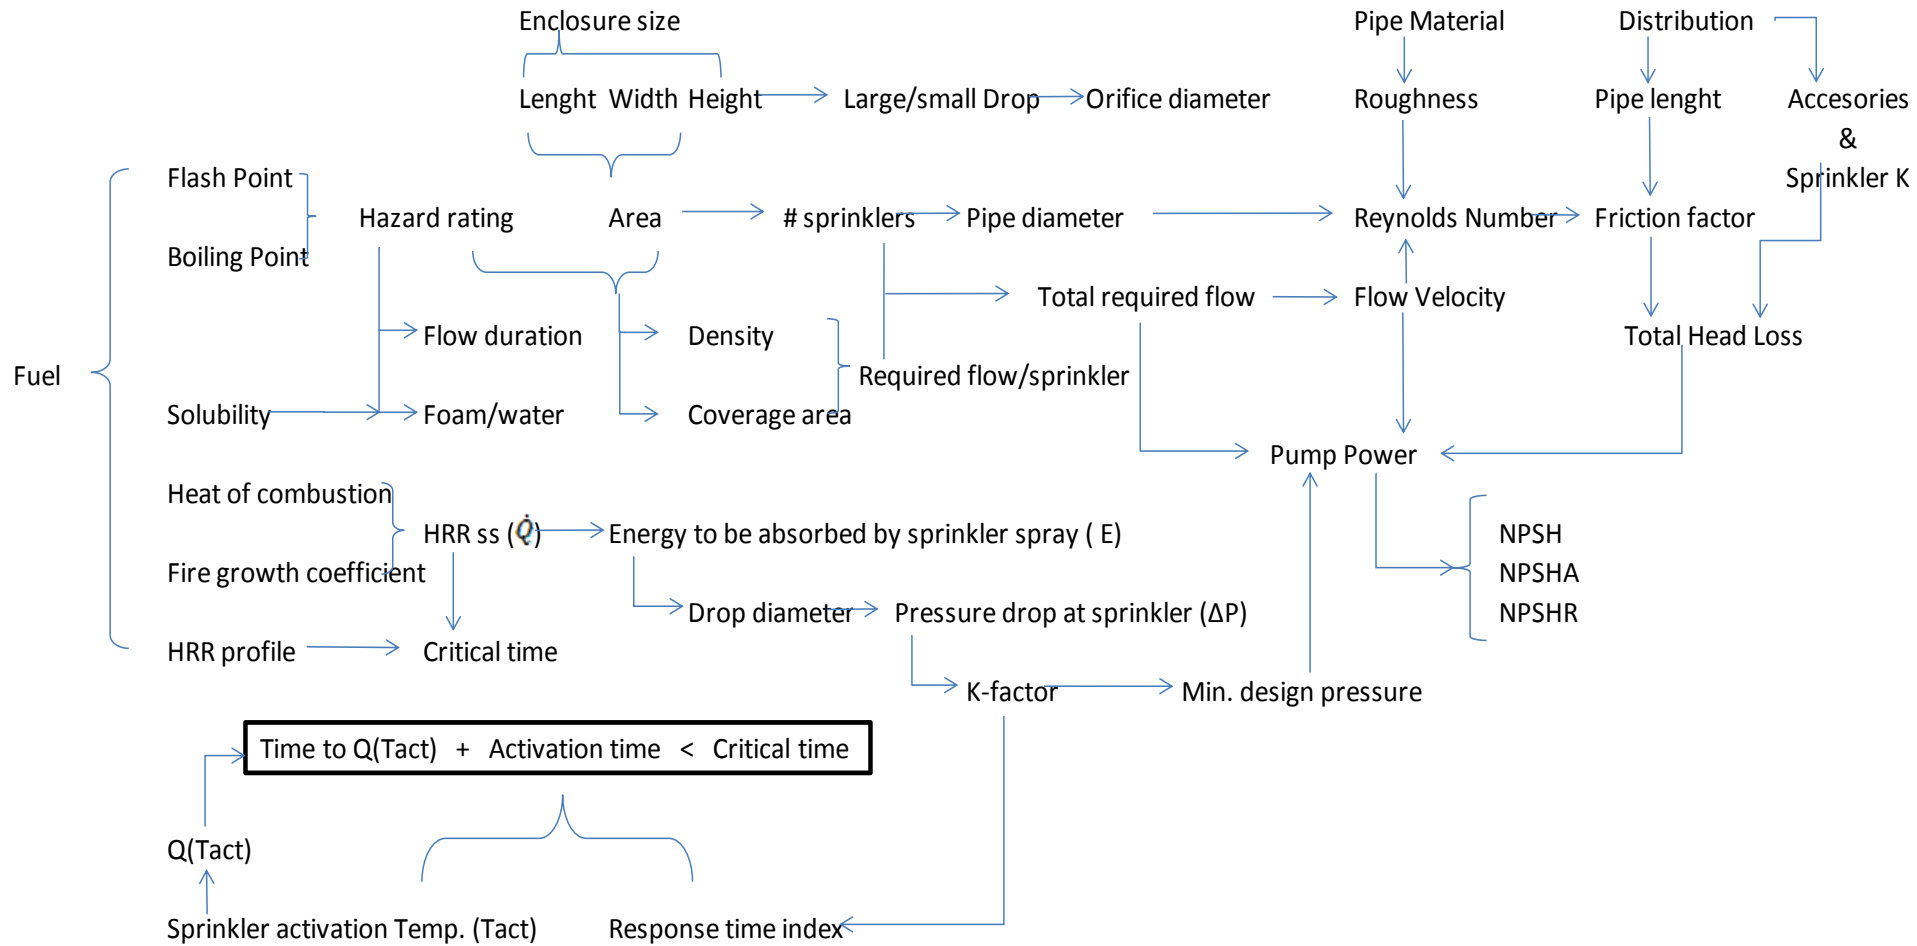 Enclosure size Pipe Material Distribution
Lenght Width Height Large/small Drop Orifice diameter Roughness Pipe lenght Accesories
&
Flash Point Sprinkler K
Hazard rating Area # sprinklers Pipe diameter Reynolds Number Friction factor
Boiling Point
Total required flow Flow Velocity
Flow duration Density Total Head Loss
Fuel Required flow/sprinkler
Solubility Foam/water Coverage area
Pump Power
Heat of combustion
HRR ss (Q̇) Energy to be absorbed by sprinkler spray ( E) NPSH
Fire growth coefficient NPSHA
Drop diameter Pressure drop at sprinkler (ΔP) NPSHR
HRR profile Critical time
K-factor Min. design pressure
Time to Q(Tact) + Activation time < Critical time
Q(Tact)
Sprinkler activation Temp. (Tact) Response time index